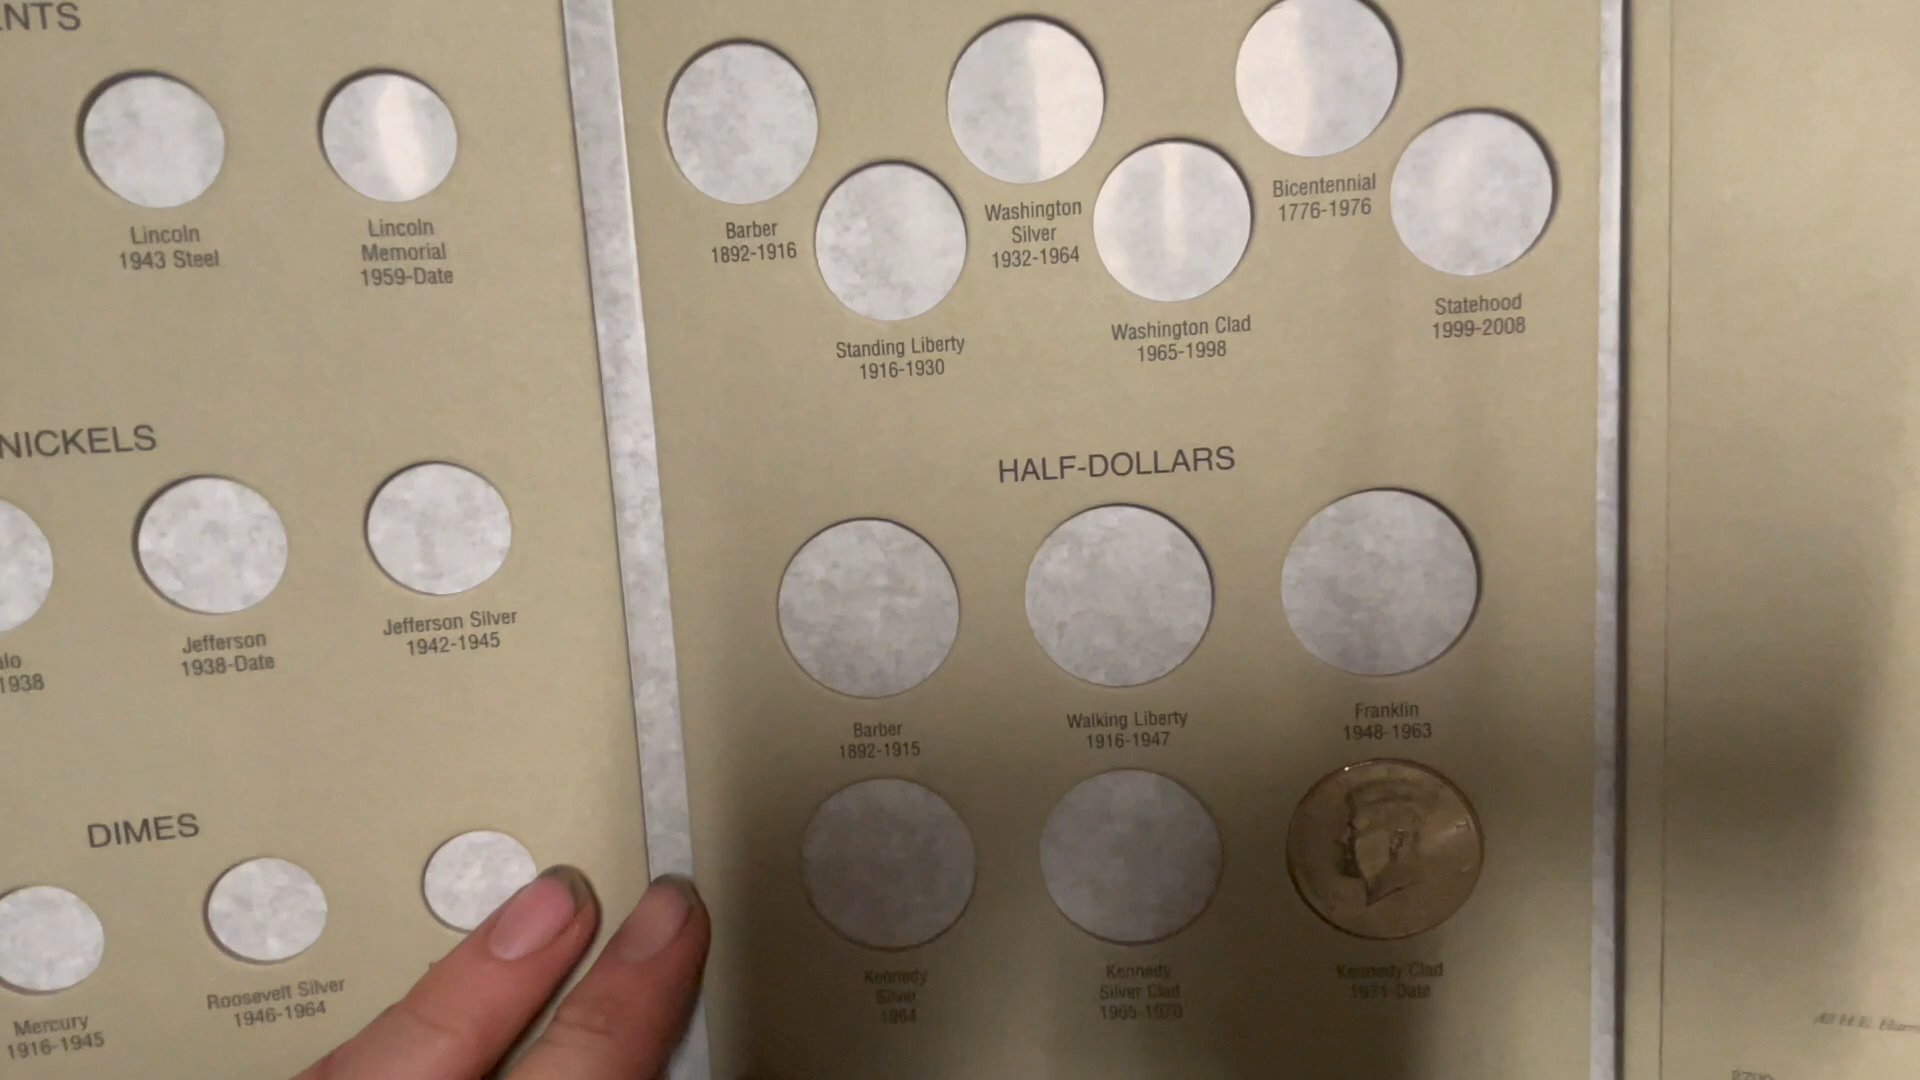 NTS
Lincoln
1943 Steel
Lincoln
Memorial
1959-Date
NICKELS
1938
Jefferson
1938-Date
Jefferson Silver
1942-1945
DIMES
Mercury
1916-1945
Roosevelt Silver
1946-1964
Barber
1892-1916
Standing Liberty
1916-1930
Washington
Silver
1932-1964
Washington Clad
1965-1998
Bicentennial
1776-1976
Statehood
1999-2008
HALF-DOLLARS
Barber
1892-1915
Walking Liberty
1916-1947
Franklin
1948-1963
Kennedy
Silver
1964
Kennedy
Silver Clad
1965-1970
Kennedy Clad
1971-Date